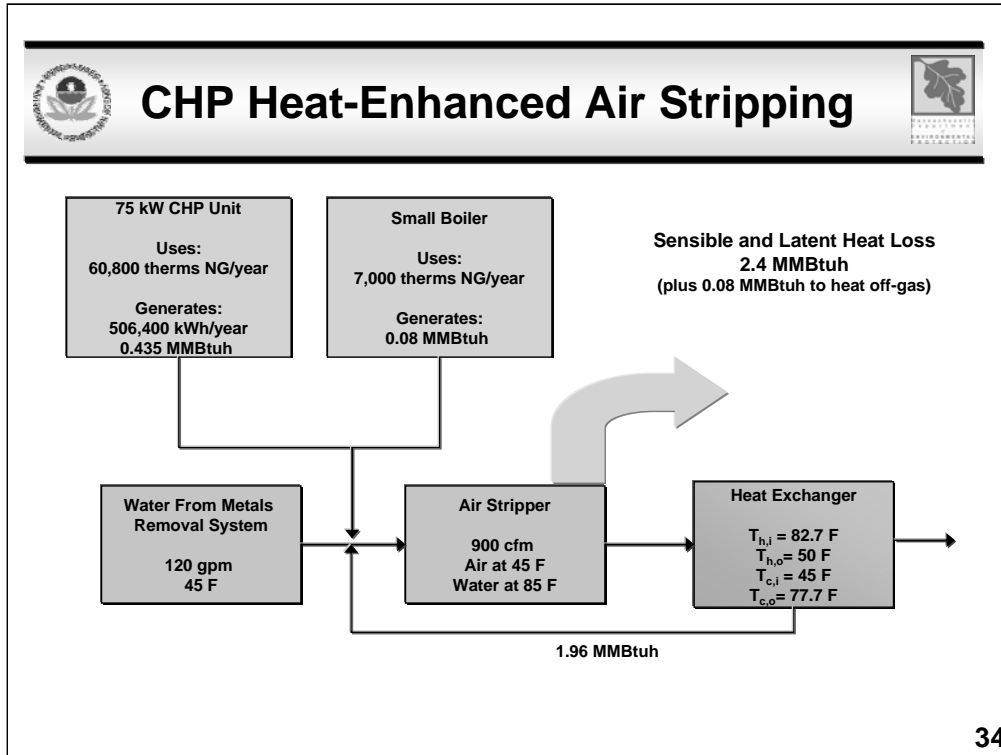 CHP Heat-Enhanced Air Stripping
75 kW CHP Unit
Uses:
60,800 therms NG/year
Generates:
506,400 kWh/year
0.435 MMBtuh
Small Boiler
Uses:
7,000 therms NG/year
Generates:
0.08 MMBtuh
Sensible and Latent Heat Loss
2.4 MMBtuh
(plus 0.08 MMBtuh to heat off-gas)
Water From Metals
Removal System
120 gpm
45 F
Air Stripper
900 cfm
Air at 45 F
Water at 85 F
Heat Exchanger
Th,i = 82.7 F
Th,o= 50 F
Tc,i = 45 F
Tc,o= 77.7 F
1.96 MMBtuh
34